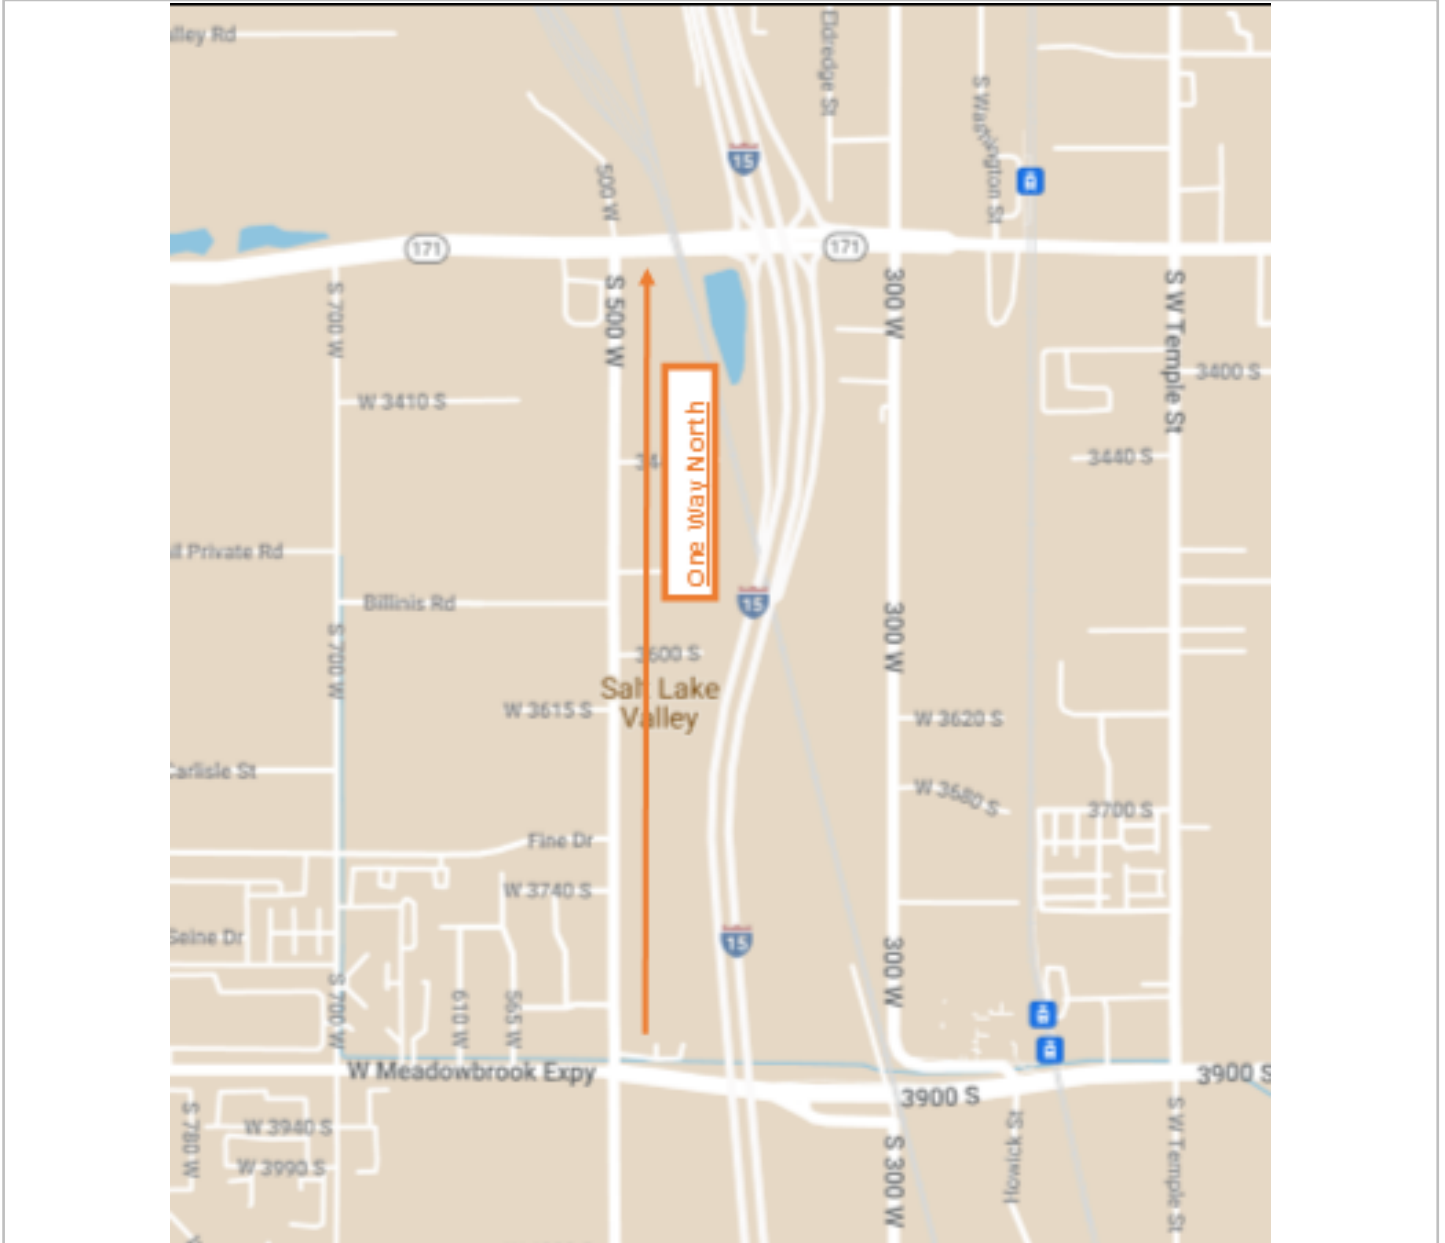 lley Rd
Eldredge St
15
500 W
171
171
S 500 W
S 700 W
300 W
S W Temple St
3400 S
W 3410 S
One Way North
3440 S
il Private Rd
Billinis Rd
15
S 700 W
300 W
3600 S
Salt Lake
Valley
W 3615 S
W 3620 S
Carlisle St
W 3680 S
3700 S
Fine Dr
W 3740 S
Seine Dr
15
300 W
S 700 W
610 W
565 W
W Meadowbrook Expy
3900 S
3900 S
S 780 W
W 3940 S
W 3990 S
S 300 W
Howick St
S W Temple St